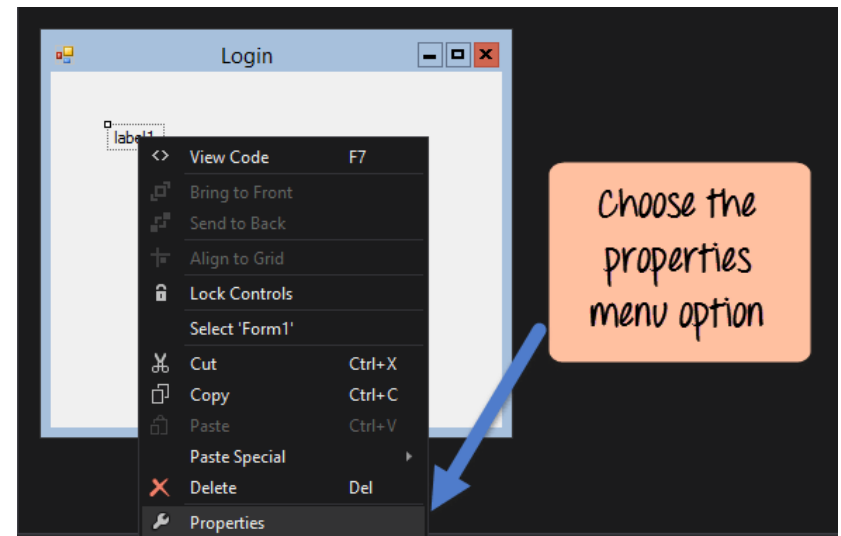 Login
label1
View Code F7
Bring to Front
Send to Back
Align to Grid
Lock Controls
Select 'Form1'
Cut Ctrl+X
Copy Ctrl+C
Paste Ctrl+V
Paste Special
Delete Del
Properties
Choose the
properties
menu option